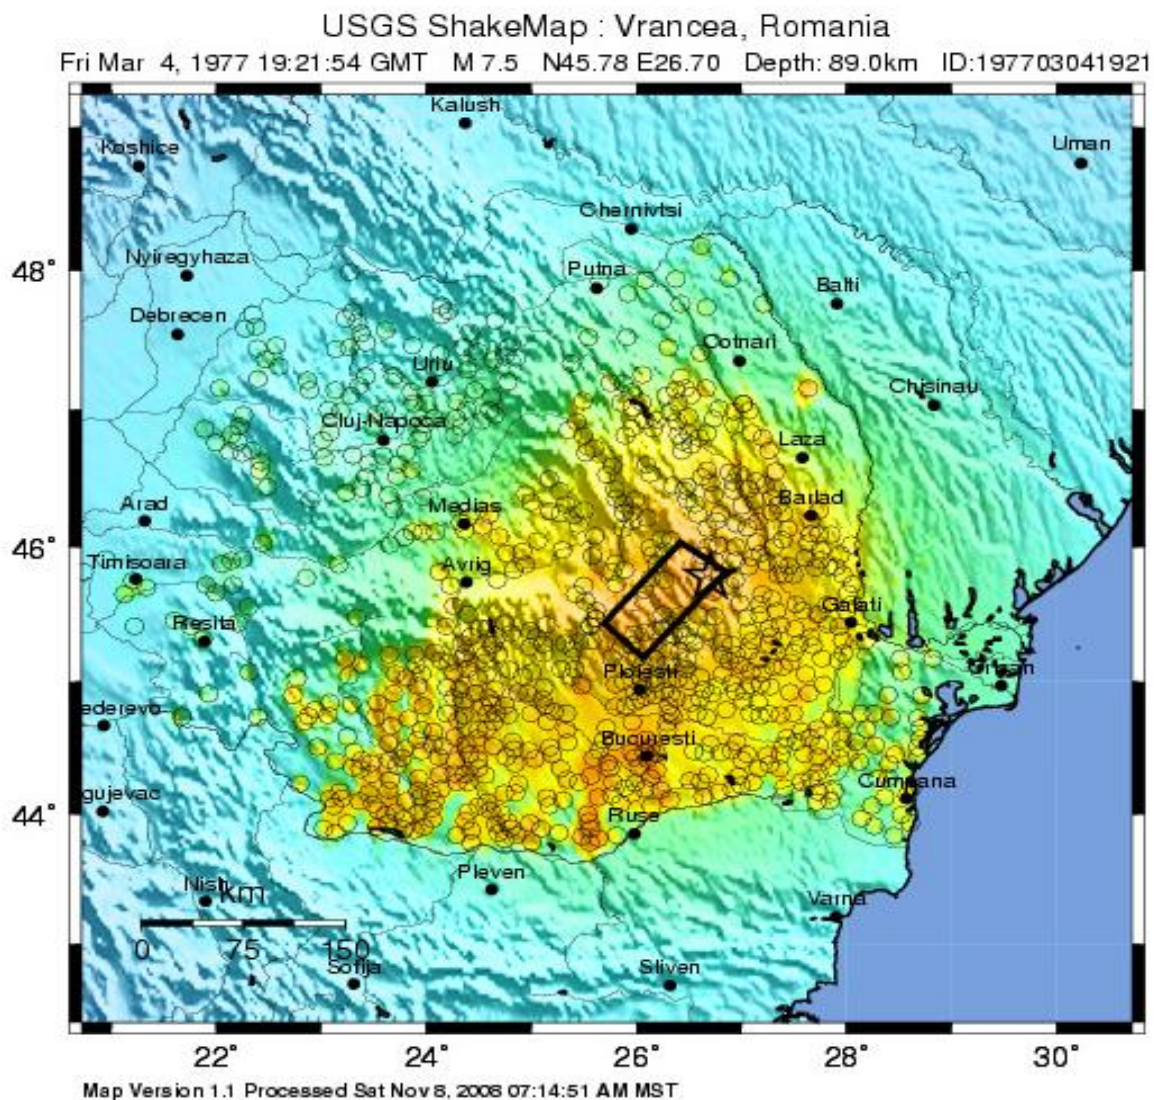 USGS ShakeMap : Vrancea, Romania
Fri Mar 4, 1977 19:21:54 GMT M 7.5 N45.78 E26.70 Depth: 89.0km ID:197703041921
Kalush
Koshice
Uman
Chernivtsi
Nyiregyhaza
48°
Putna
Balti
Debrecen
Cotnari
Uriu
Chisinau
Cluj-Napoca
Laza
Arad
Medias
Barlad
46°
Timisoara
Avrig
Galati
Resita
Ploiesti
ederevo
Bucuresti
gujevac
Cumpana
44°
Ruse
Pleven
Nish
km
Varna
0 75 150
Sofija
Sliven
22° 24° 26° 28° 30°
Map Version 1.1 Processed Sat Nov 8, 2008 07:14:51 AM MST